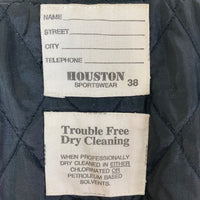 NAME
STREET
CITY
TELEPHONE
HOUSTON
SPORTSWEAR 38
Trouble Free
Dry Cleaning
WHEN PROFESSIONALLY
DRY CLEANED IN EITHER
CHLORINATED OR
PETROLEUM BASED
SOLVENTS.